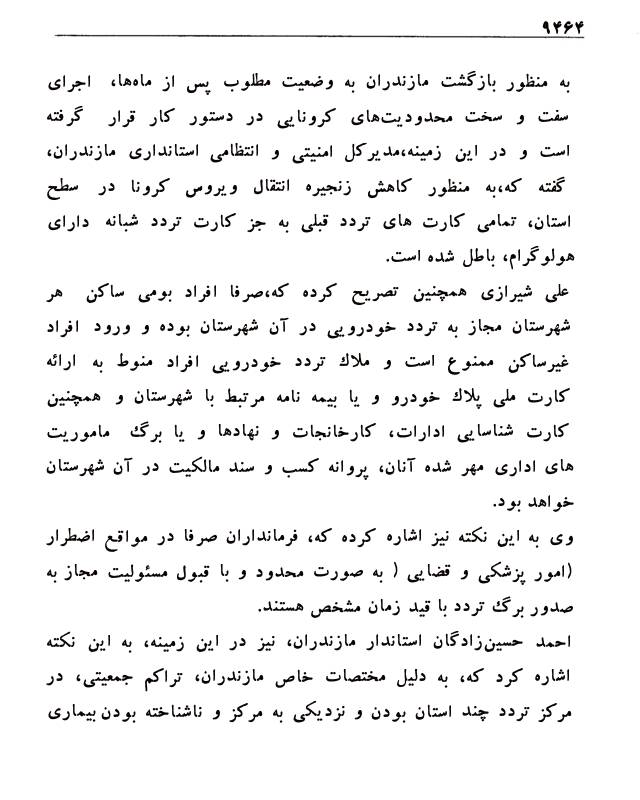 ۹۴۶۴
به منظور بازگشت مازندران به وضعیت مطلوب پس از ماه‌ها، اجرای
سفت و سخت محدودیت‌های کرونایی در دستور کار قرار گرفته
است و در این زمینه،مدیرکل امنیتی و انتظامی استانداری مازندران،
گفته که،به منظور کاهش زنجیره انتقال ویروس کرونا در سطح
استان، تمامی کارت های تردد قبلی به جز کارت تردد شبانه دارای
هولوگرام، باطل شده است.
علی شیرازی همچنین تصریح کرده که،صرفا افراد بومی ساکن هر
شهرستان مجاز به تردد خودرویی در آن شهرستان بوده و ورود افراد
غیرساکن ممنوع است و ملاک تردد خودرویی افراد منوط به ارائه
کارت ملی پلاک خودرو و یا بیمه نامه مرتبط با شهرستان و همچنین
کارت شناسایی ادارات، کارخانجات و نهادها و یا برگ ماموریت
های اداری مهر شده آنان، پروانه کسب و سند مالکیت در آن شهرستان
خواهد بود.
وی به این نکته نیز اشاره کرده که، فرمانداران صرفا در مواقع اضطرار
(امور پزشکی و قضایی ( به صورت محدود و با قبول مسئولیت مجاز به
صدور برگ تردد با قید زمان مشخص هستند.
احمد حسین‌زادگان استاندار مازندران، نیز در این زمینه، به این نکته
اشاره کرد که، به دلیل مختصات خاص مازندران، تراکم جمعیتی، در
مرکز تردد چند استان بودن و نزدیکی به مرکز و ناشناخته بودن بیماری